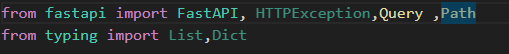 from fastapi import FastAPI, HTTPException,Query ,Path
from typing import List,Dict